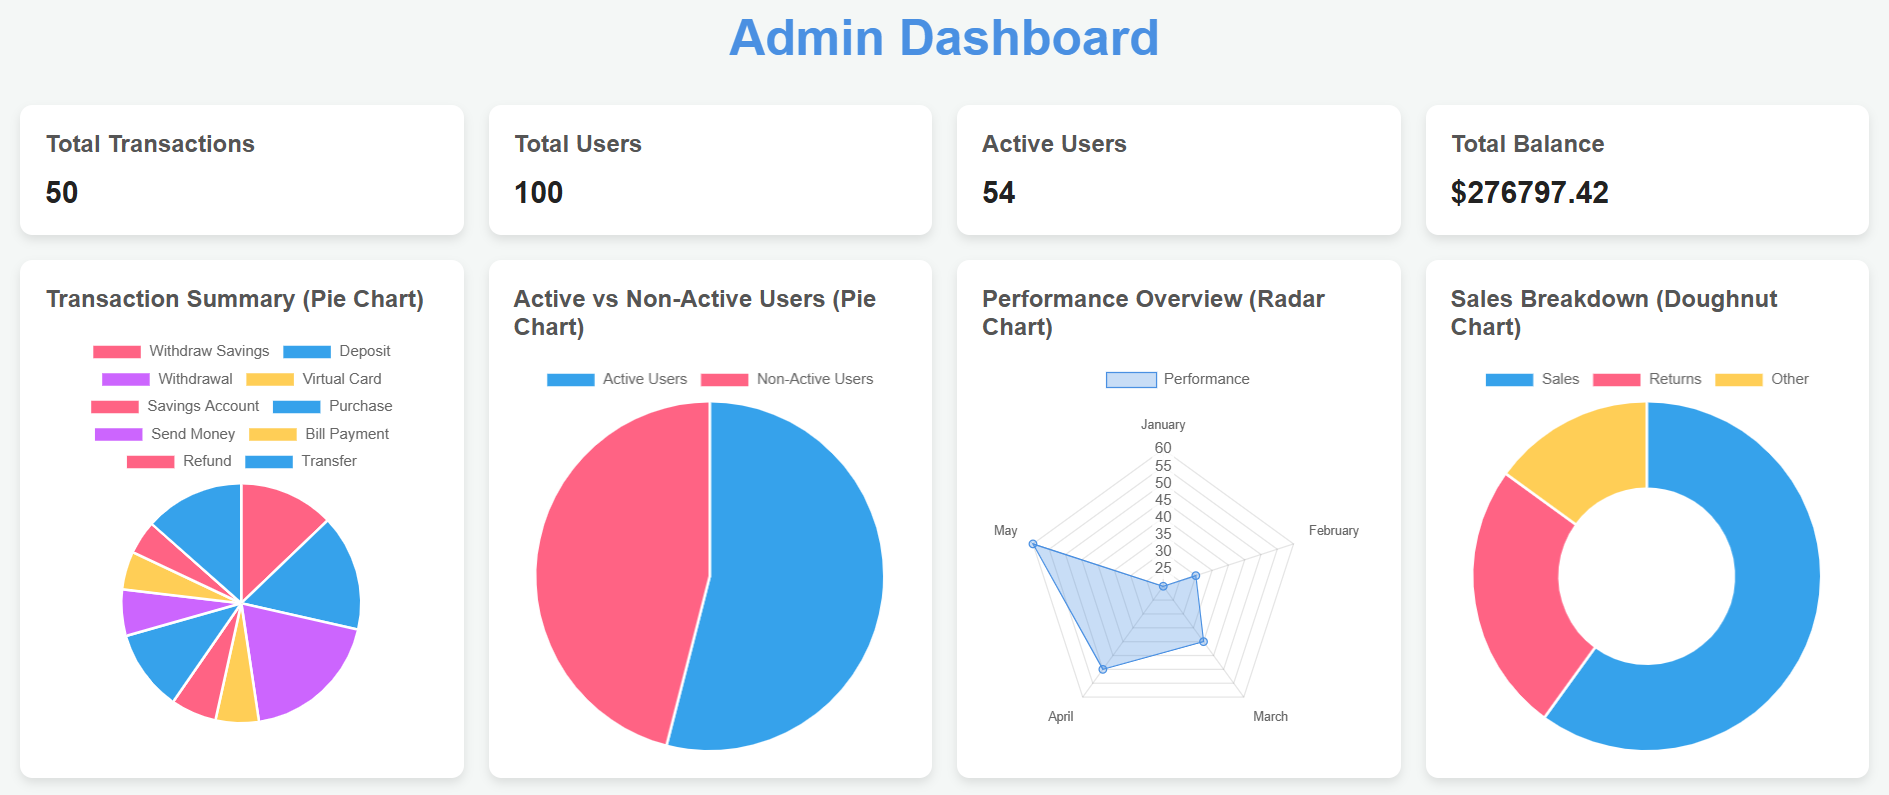 Admin Dashboard
Total Transactions
50
Total Users
100
Active Users
54
Total Balance
$276797.42
Transaction Summary (Pie Chart)
Withdraw Savings Deposit
Withdrawal Virtual Card
Savings Account Purchase
Send Money Bill Payment
Refund Transfer
Active vs Non-Active Users (Pie
Chart)
Active Users Non-Active Users
Performance Overview (Radar
Chart)
Performance
January
60
55
50
45
40
35
30
25
May
February
April
March
Sales Breakdown (Doughnut
Chart)
Sales Returns Other